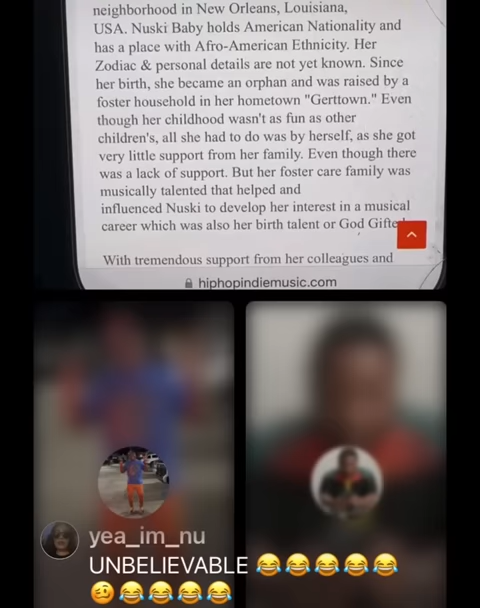 neighborhood in New Orleans, Louisiana,
USA. Nuski Baby holds American Nationality and
has a place with Afro-American Ethnicity. Her
Zodiac & personal details are not yet known. Since
her birth, she became an orphan and was raised by a
foster household in her hometown "Gerttown." Even
though her childhood wasn't as fun as other
children's, all she had to do was by herself, as she got
very little support from her family. Even though there
was a lack of support. But her foster care family was
musically talented that helped and
influenced Nuski to develop her interest in a musical
career which was also her birth talent or God Gifted
With tremendous support from her colleagues and
hiphopindiemusic.com
yea_im_nu
UNBELIEVABLE 😂😂😂😂😂
🥴😂😂😂😂